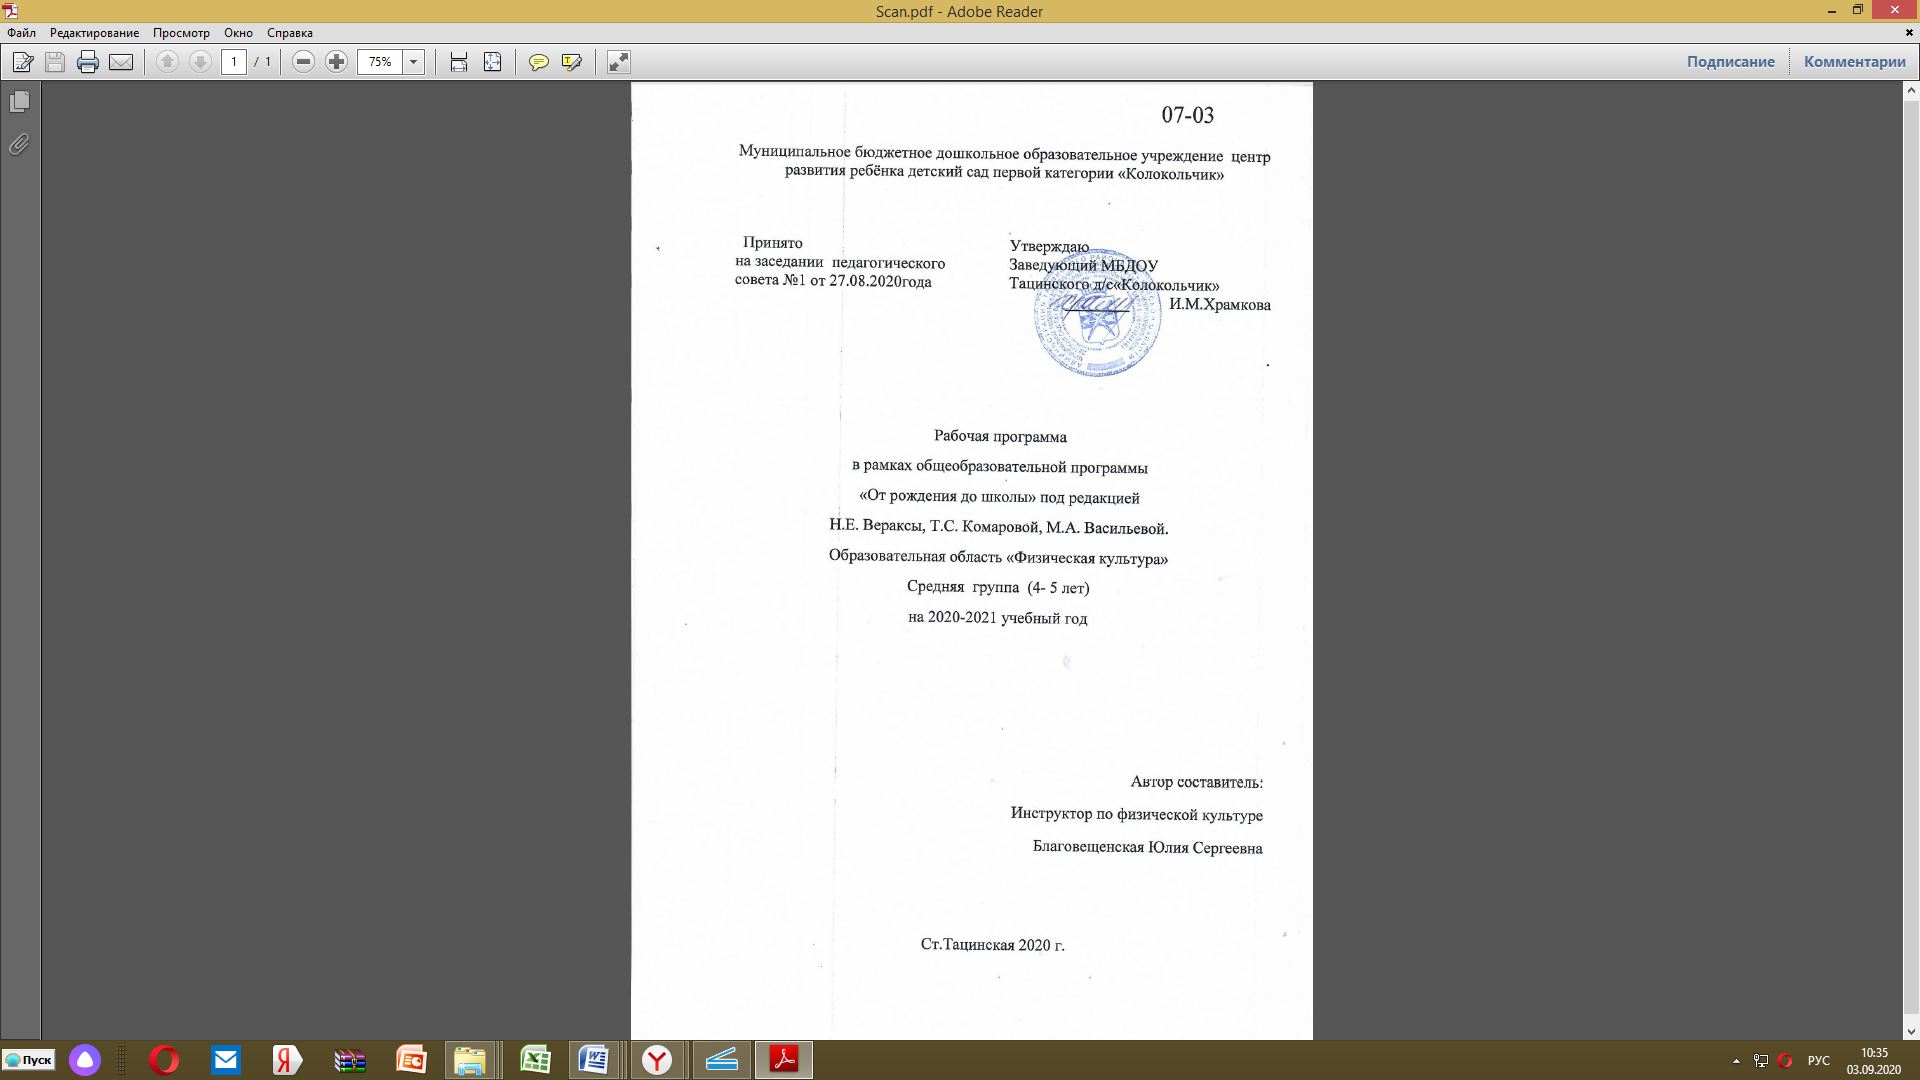 Scan.pdf - Adobe Reader
Файл Редактирование Просмотр Окно Справка
1 / 1 75% Подписание Комментарии
07-03
Муниципальное бюджетное дошкольное образовательное учреждение центр
развития ребёнка детский сад первой категории «Колокольчик»
Принято
на заседании педагогического
совета №1 от 27.08.2020года
Утверждаю
Заведующий МБДОУ
Тацинского д/с«Колокольчик»
И.М.Храмкова
Рабочая программа
в рамках общеобразовательной программы
«От рождения до школы» под редакцией
Н.Е. Вераксы, Т.С. Комаровой, М.А. Васильевой.
Образовательная область «Физическая культура»
Средняя группа (4- 5 лет)
на 2020-2021 учебный год
Автор составитель:
Инструктор по физической культуре
Благовещенская Юлия Сергеевна
Ст.Тацинская 2020 г.
Пуск
РУС
10:35
03.09.2020